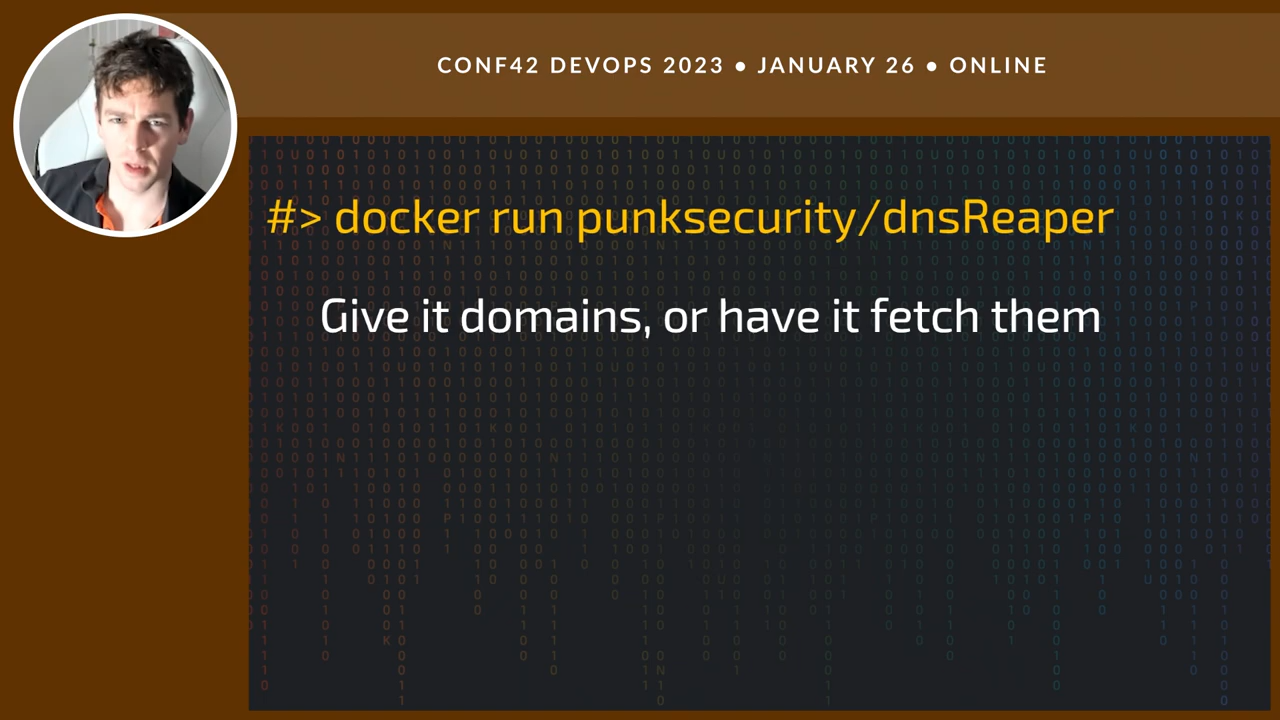 CONF42 DEVOPS 2023 ● JANUARY 26 ● ONLINE
#> docker run punksecurity/dnsReaper
Give it domains, or have it fetch them